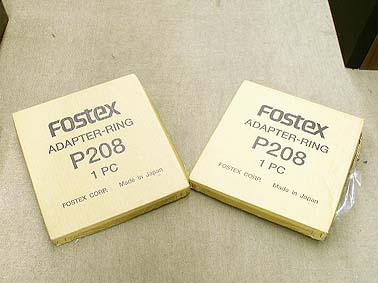 Fostex
ADAPTER-RING
P208
1 PC
FOSTEX CORP. Made in Japan
Fostex
ADAPTER-RING
P208
1 PC
FOSTEX CORP. Made in Japan